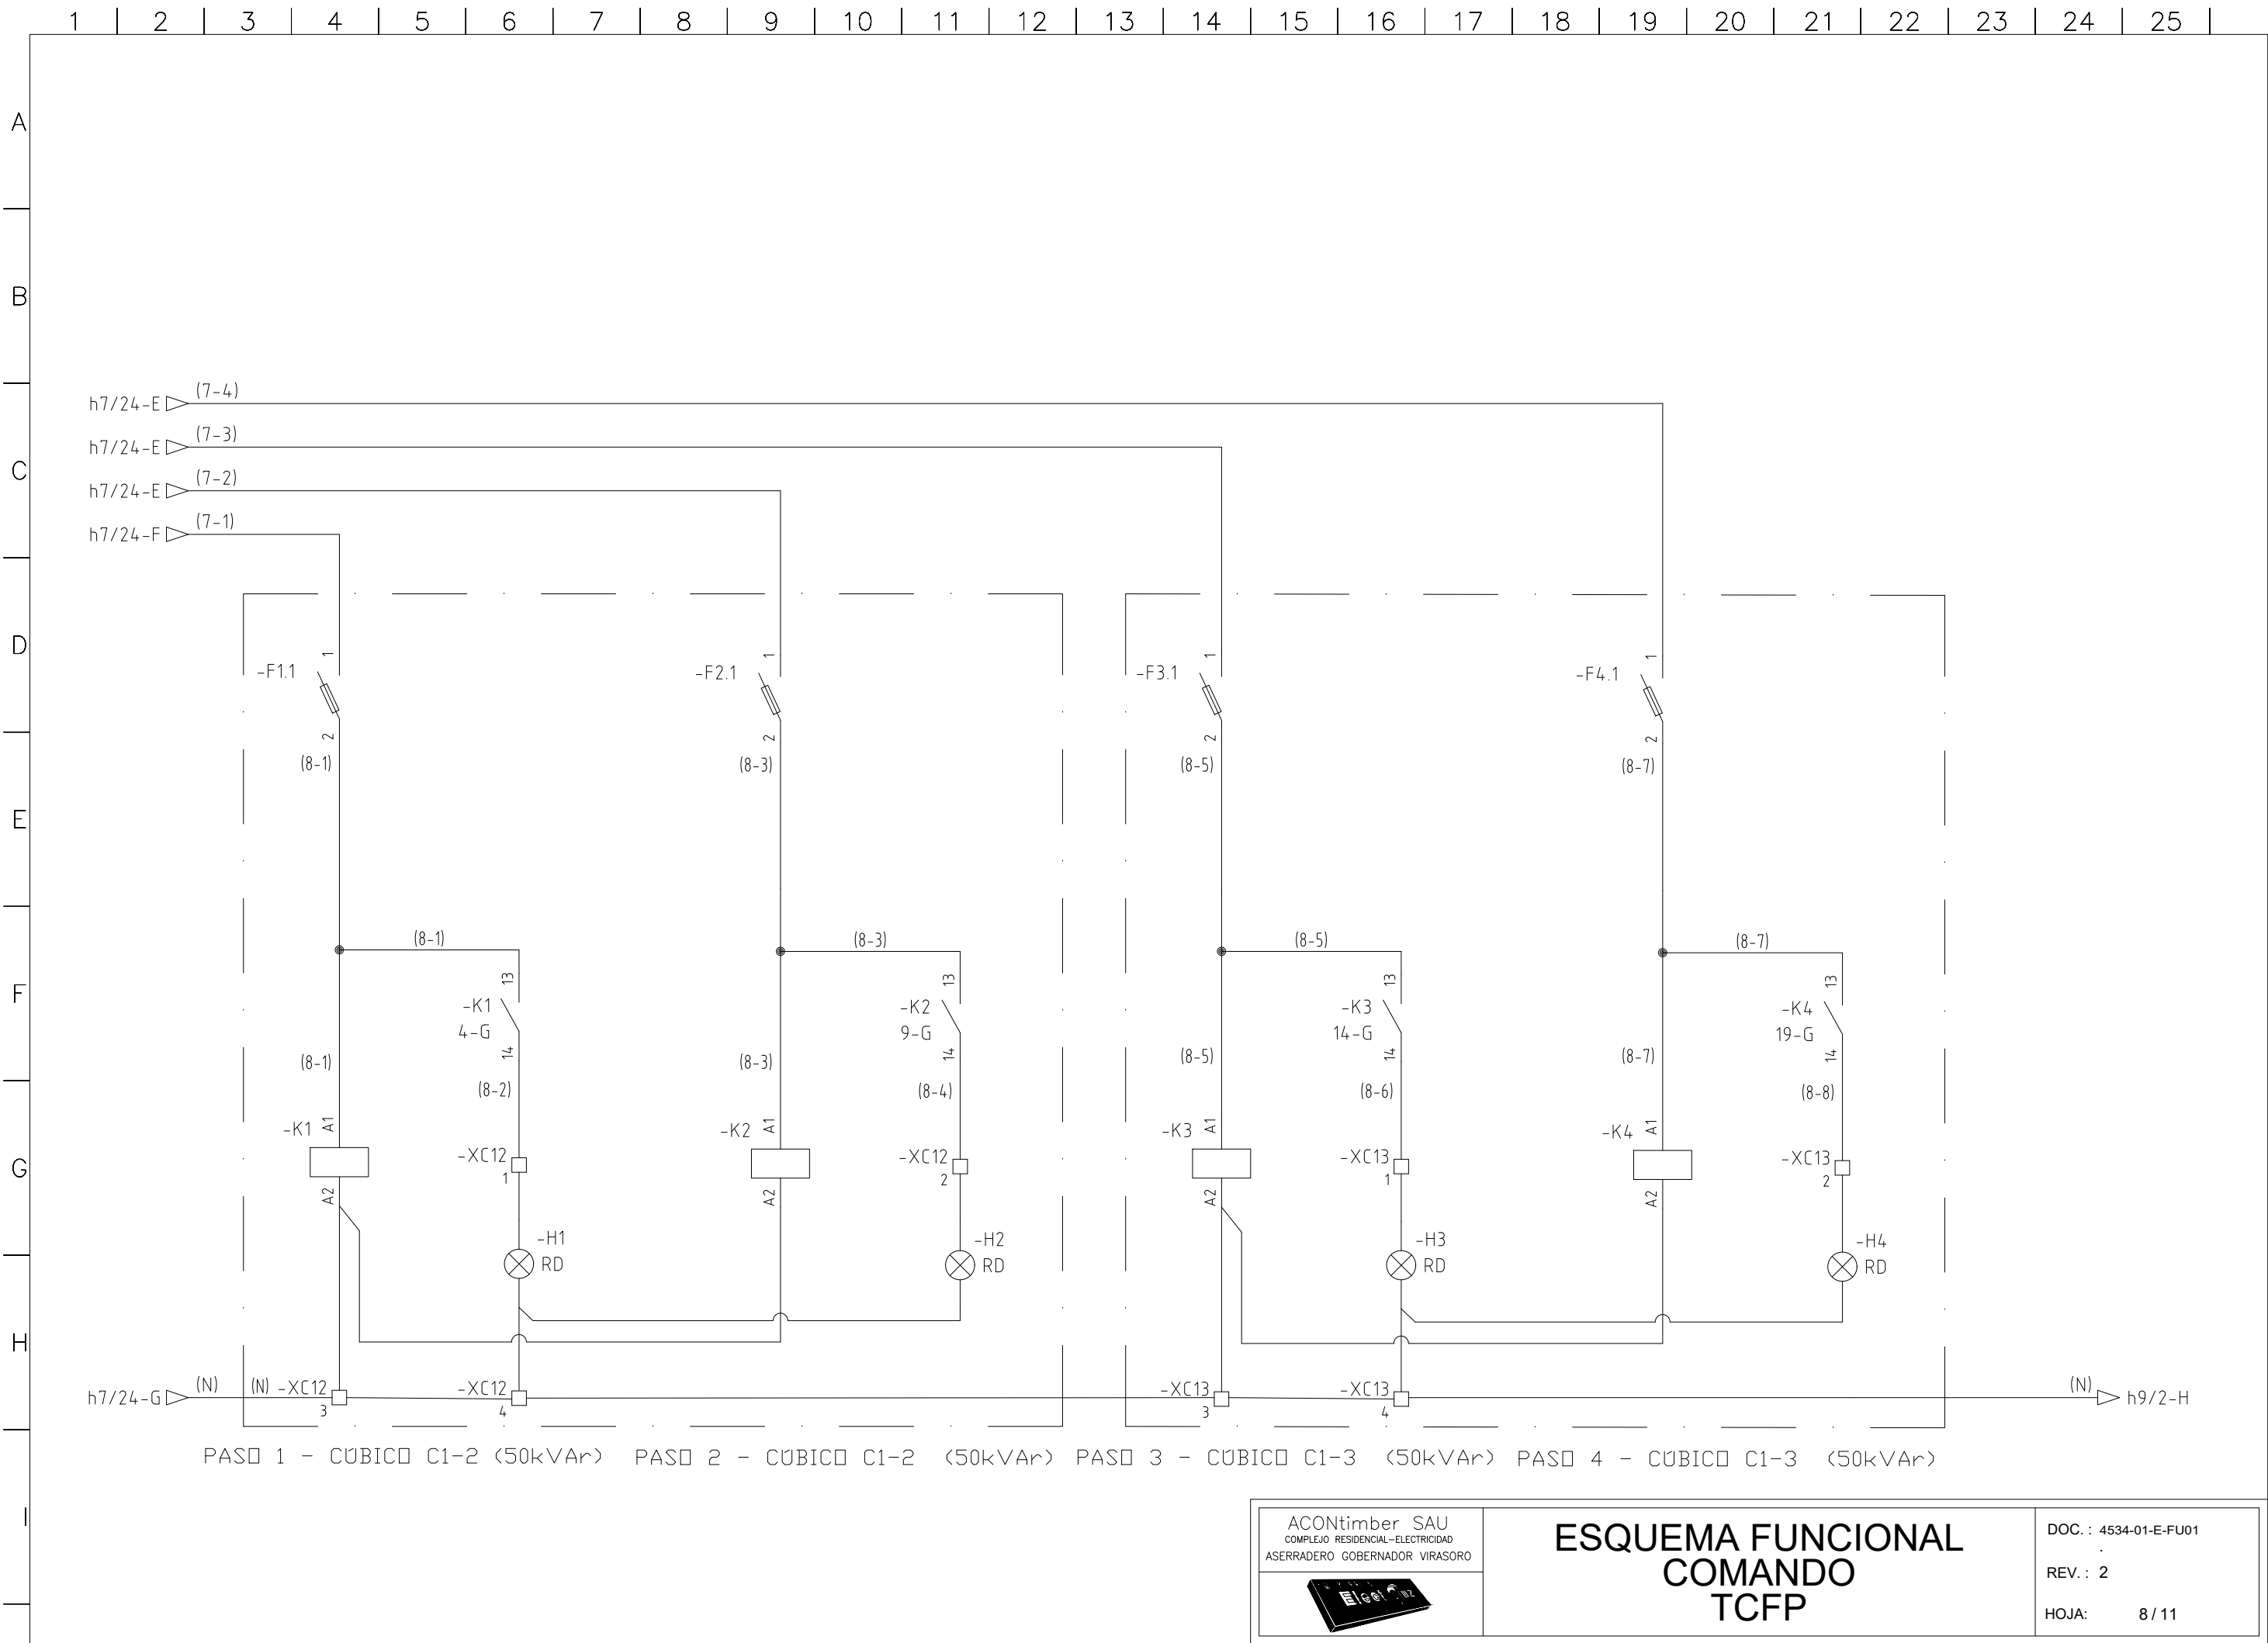 1 2 3 4 5 6 7 8 9 10 11 12 13 14 15 16 17 18 19 20 21 22 23 24 25
A
B
h7/24-E (7-4)
h7/24-E (7-3)
C
h7/24-E (7-2)
h7/24-F (7-1)
D
-F1.1 1 -F2.1 1 -F3.1 1 -F4.1 1
2 2 2 2
(8-1) (8-3) (8-5) (8-7)
E
(8-1) (8-3) (8-5) (8-7)
13 13 13 13
F
-K1 -K2 -K3 -K4
4-G 9-G 14-G 19-G
14 14 14 14
(8-1) (8-3) (8-5) (8-7)
(8-2) (8-4) (8-6) (8-8)
-K1 A1 -K2 A1 -K3 A1 -K4 A1
-XC12 -XC12 -XC13 -XC13
G
1 2 1 2
A2 A2 A2 A2
-H1 -H2 -H3 -H4
RD RD RD RD
H
h7/24-G (N) (N) -XC12 -XC12 -XC13 -XC13 (N) h9/2-H
3 4 3 4
PASO 1 - CÚBICO C1-2 (50kVAr) PASO 2 - CÚBICO C1-2 (50kVAr) PASO 3 - CÚBICO C1-3 (50kVAr) PASO 4 - CÚBICO C1-3 (50kVAr)
I
ACONtimber SAU
COMPLEJO RESIDENCIAL-ELECTRICIDAD
ASERRADERO GOBERNADOR VIRASORO
ESQUEMA FUNCIONAL
COMANDO
TCFP
DOC. : 4534-01-E-FU01
.
REV. : 2
HOJA: 8 / 11